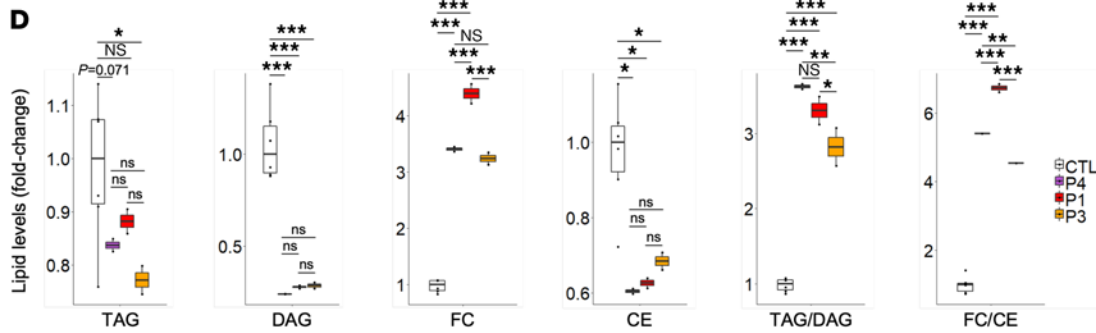 D
Lipid levels (fold-change)
*
NS
P=0.071
ns
ns
ns
1.1
1.0
0.9
0.8
TAG
***
***
***
ns
ns
ns
1.0
0.5
DAG
***
***
NS
***
***
4
3
2
1
FC
*
*
*
ns
ns
ns
1.0
0.8
0.6
CE
***
***
***
**
NS
*
3
2
1
TAG/DAG
***
***
**
***
***
6
4
2
FC/CE
CTL
P4
P1
P3